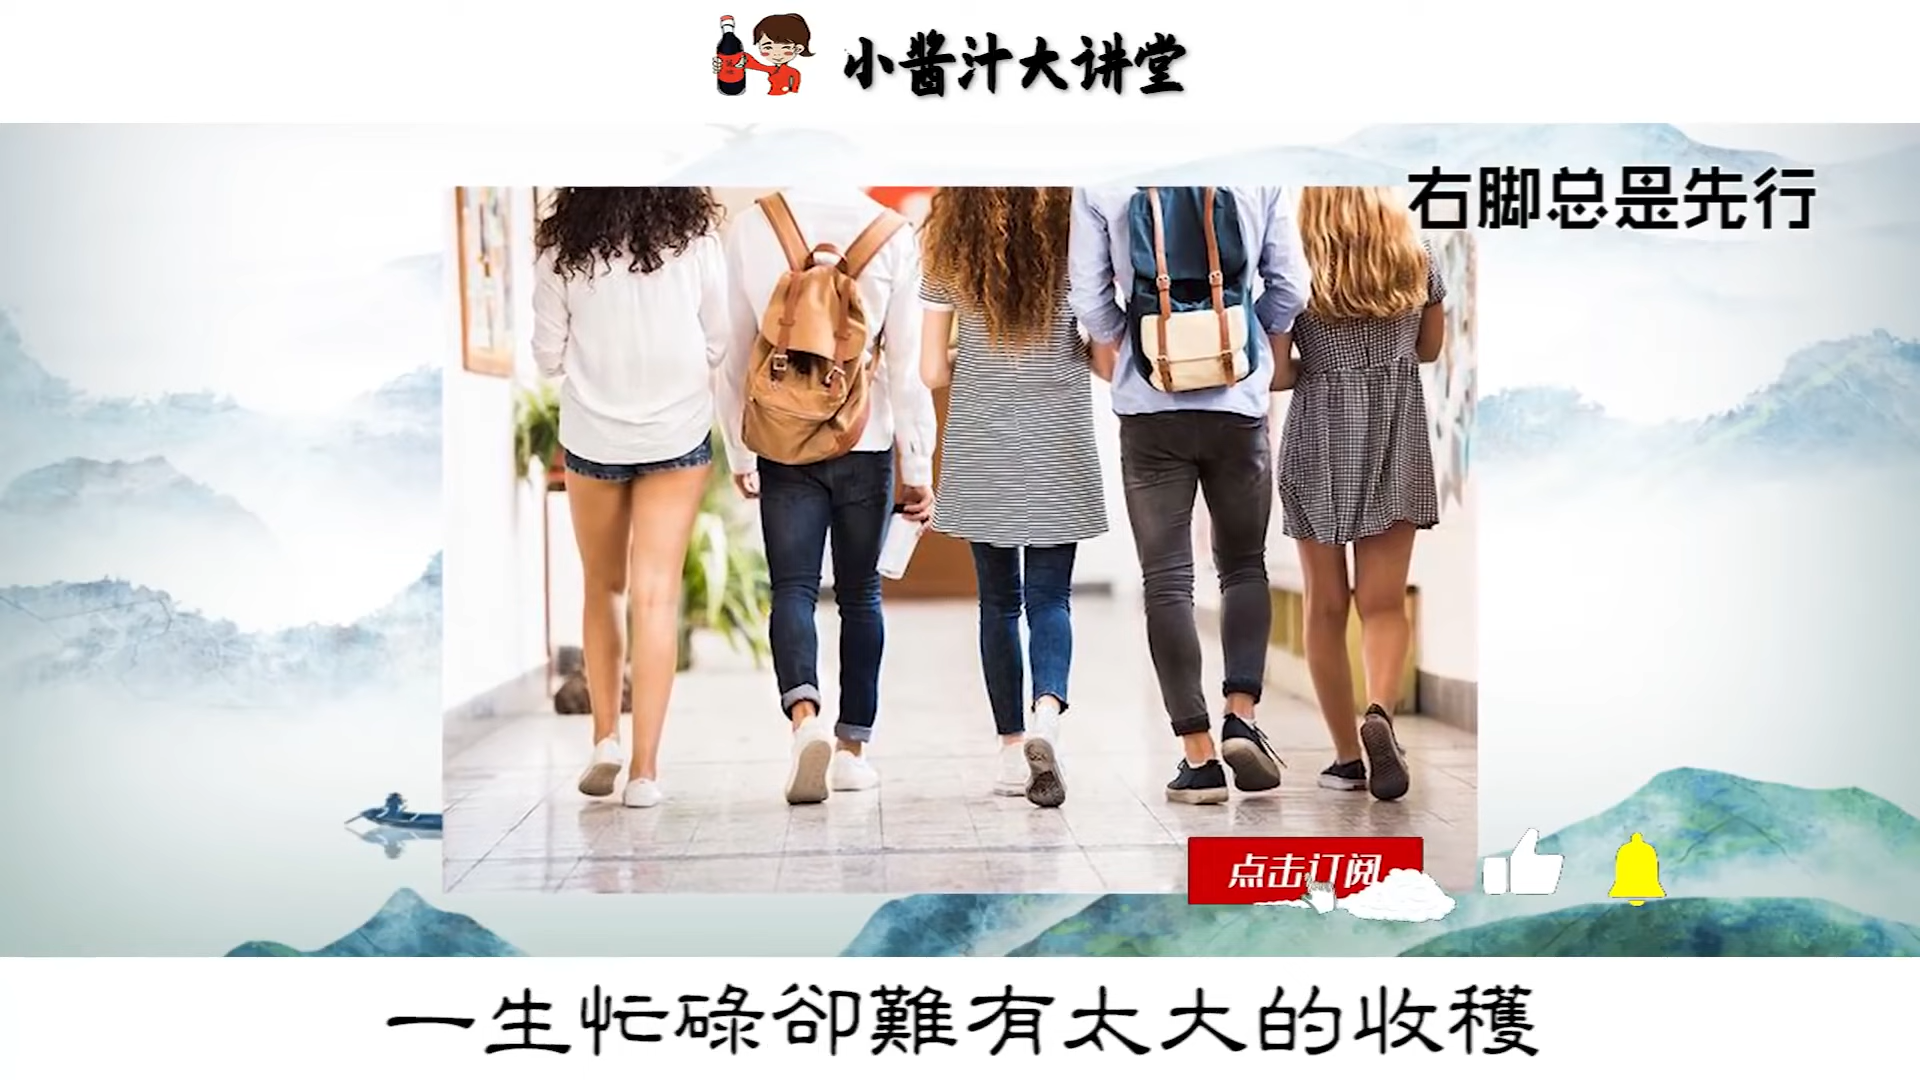 小酱汁大讲堂
右脚总是先行
点击订阅
一生忙碌卻難有太大的收穫